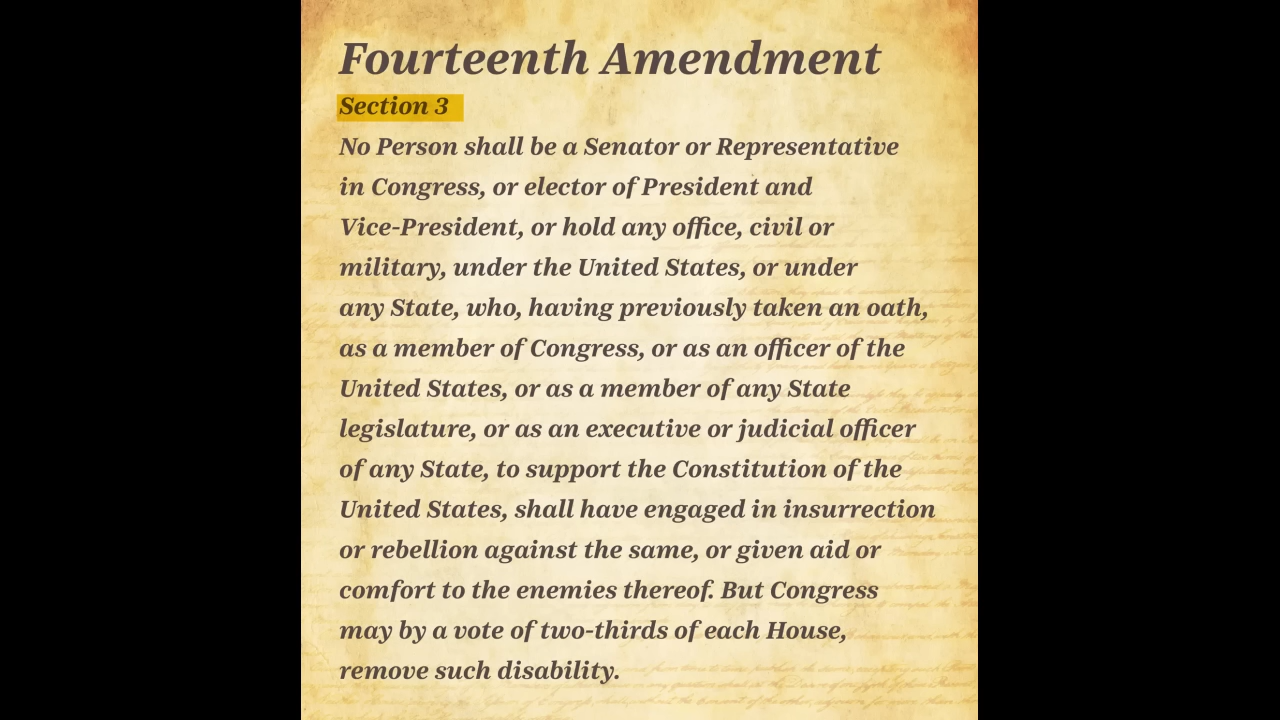 Fourteenth Amendment
Section 3
No Person shall be a Senator or Representative
in Congress, or elector of President and
Vice-President, or hold any office, civil or
military, under the United States, or under
any State, who, having previously taken an oath,
as a member of Congress, or as an officer of the
United States, or as a member of any State
legislature, or as an executive or judicial officer
of any State, to support the Constitution of the
United States, shall have engaged in insurrection
or rebellion against the same, or given aid or
comfort to the enemies thereof. But Congress
may by a vote of two-thirds of each House,
remove such disability.